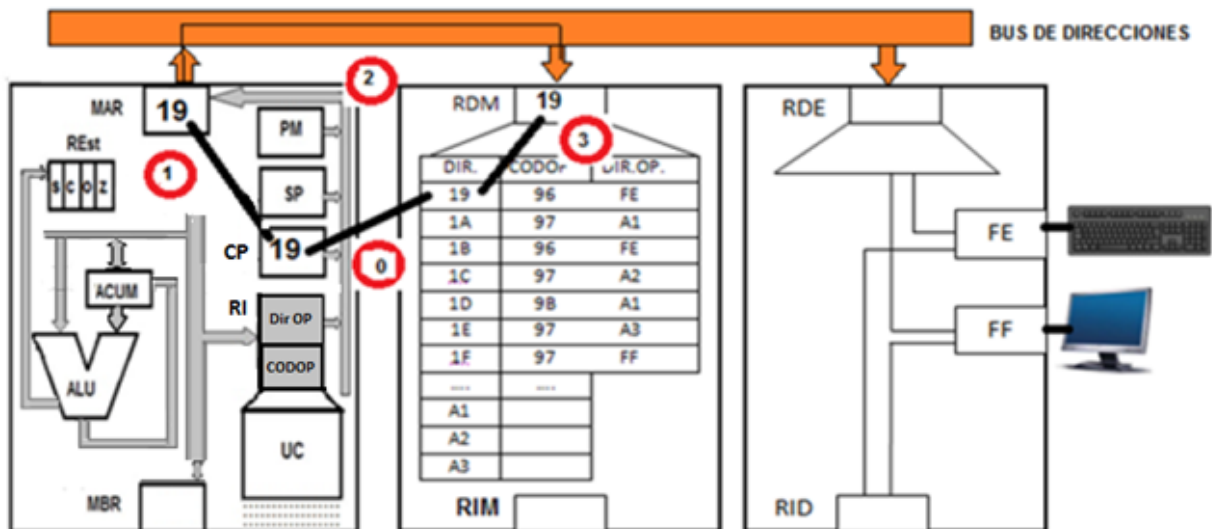 BUS DE DIRECCIONES
MAR
19
2
PM
REst
S C O Z
1
SP
CP
19
0
ACUM
RI
Dir OP
CODOP
ALU
UC
MBR
RDM
19
3
DIR. CODOP DIR.OP.
19 96 FE
1A 97 A1
1B 96 FE
1C 97 A2
1D 9B A1
1E 97 A3
1F 97 FF
.... ....
A1
A2
A3
RIM
RDE
FE
FF
RID